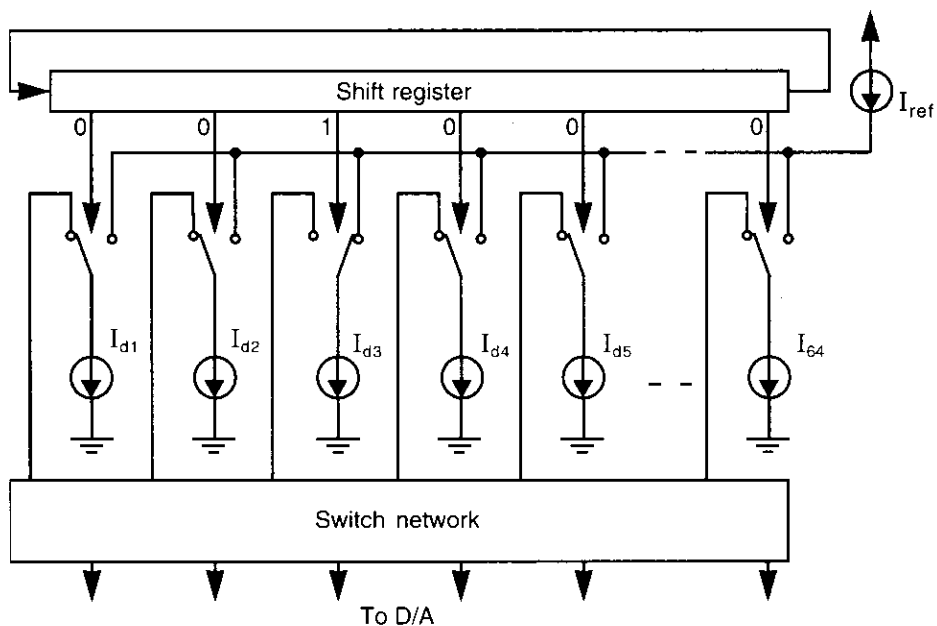 Shift register
I_ref
0 0 1 0 0 0
I_d1 I_d2 I_d3 I_d4 I_d5 I_64
Switch network
To D/A